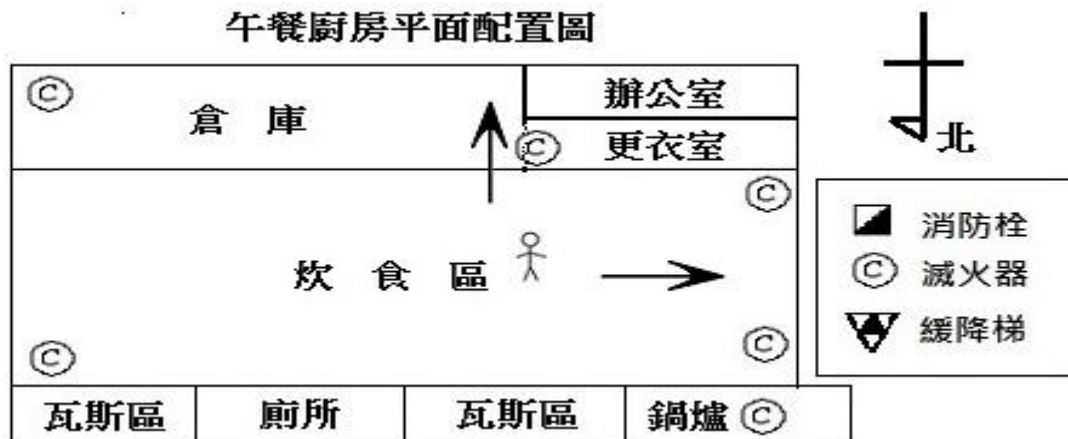 午餐廚房平面配置圖
C
倉 庫
辦公室
C
更衣室
北
C
炊 食 區
C
C
瓦斯區
廁所
瓦斯區
鍋爐 C
消防栓
C 滅火器
緩降梯